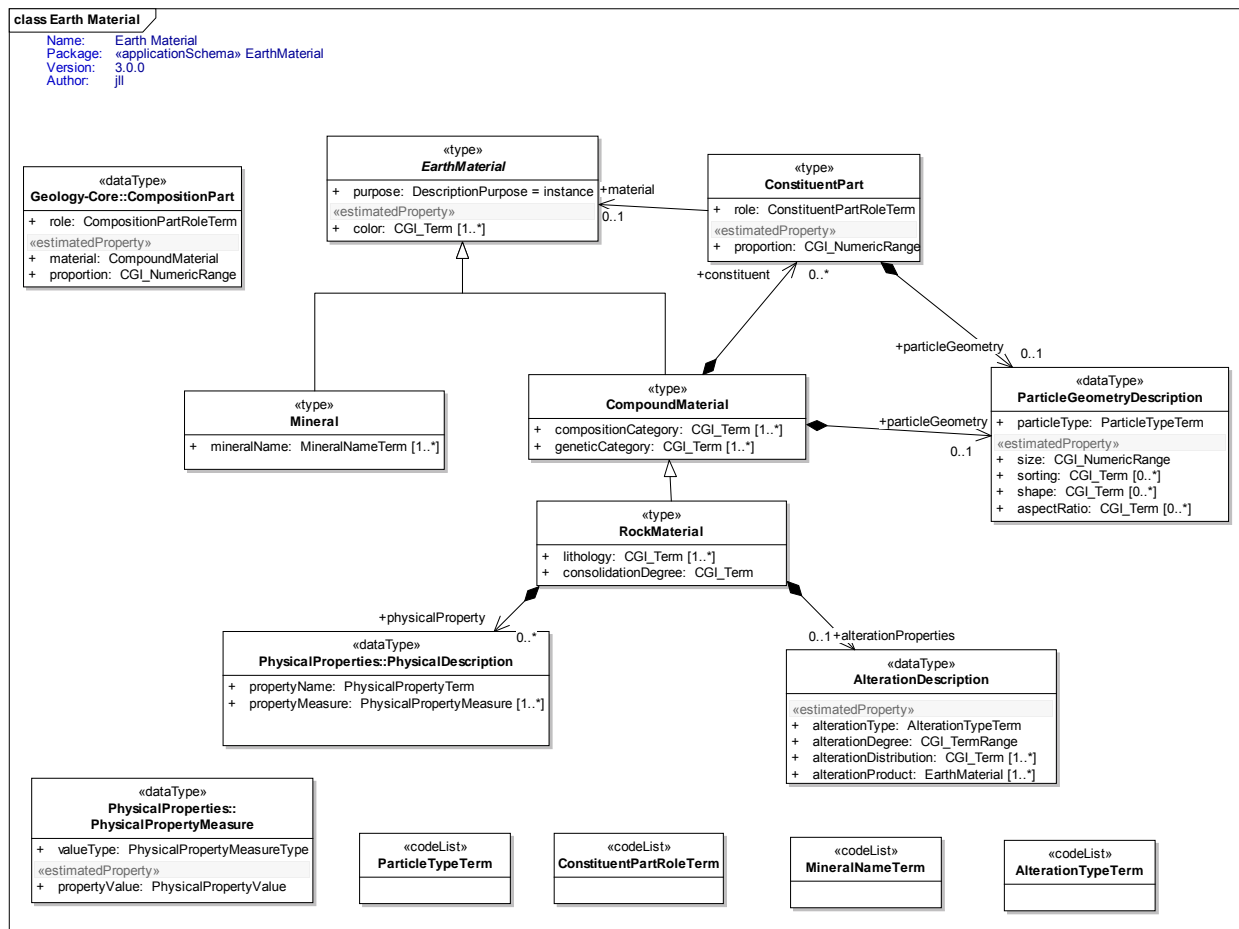 class Earth Material
Name: Earth Material
Package: «applicationSchema» EarthMaterial
Version: 3.0.0
Author: jll
«dataType»
Geology-Core::CompositionPart
+ role: CompositionPartRoleTerm
«estimatedProperty»
+ material: CompoundMaterial
+ proportion: CGI_NumericRange
«type»
EarthMaterial
+ purpose: DescriptionPurpose = instance
«estimatedProperty»
+ color: CGI_Term [1..*]
+material
0..1
«type»
ConstituentPart
+ role: ConstituentPartRoleTerm
«estimatedProperty»
+ proportion: CGI_NumericRange
+constituent
0..*
+particleGeometry
0..1
«type»
Mineral
+ mineralName: MineralNameTerm [1..*]
«type»
CompoundMaterial
+ compositionCategory: CGI_Term [1..*]
+ geneticCategory: CGI_Term [1..*]
+particleGeometry
0..1
«dataType»
ParticleGeometryDescription
+ particleType: ParticleTypeTerm
«estimatedProperty»
+ size: CGI_NumericRange
+ sorting: CGI_Term [0..*]
+ shape: CGI_Term [0..*]
+ aspectRatio: CGI_Term [0..*]
«type»
RockMaterial
+ lithology: CGI_Term [1..*]
+ consolidationDegree: CGI_Term
+physicalProperty
0..*
0..1 +alterationProperties
«dataType»
PhysicalProperties::PhysicalDescription
+ propertyName: PhysicalPropertyTerm
+ propertyMeasure: PhysicalPropertyMeasure [1..*]
«dataType»
AlterationDescription
«estimatedProperty»
+ alterationType: AlterationTypeTerm
+ alterationDegree: CGI_TermRange
+ alterationDistribution: CGI_Term [1..*]
+ alterationProduct: EarthMaterial [1..*]
«dataType»
PhysicalProperties::
PhysicalPropertyMeasure
+ valueType: PhysicalPropertyMeasureType
«estimatedProperty»
+ propertyValue: PhysicalPropertyValue
«codeList»
ParticleTypeTerm
«codeList»
ConstituentPartRoleTerm
«codeList»
MineralNameTerm
«codeList»
AlterationTypeTerm